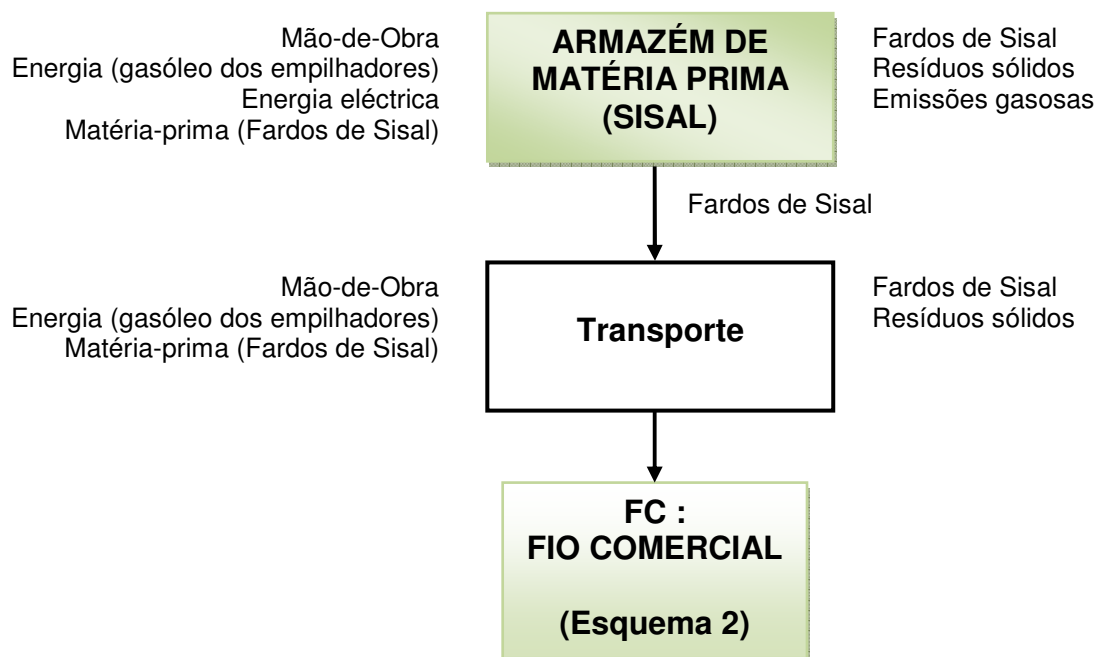 Mão-de-Obra
Energia (gasóleo dos empilhadores)
Energia eléctrica
Matéria-prima (Fardos de Sisal)
ARMAZÉM DE
MATÉRIA PRIMA
(SISAL)
Fardos de Sisal
Resíduos sólidos
Emissões gasosas
Fardos de Sisal
Mão-de-Obra
Energia (gasóleo dos empilhadores)
Matéria-prima (Fardos de Sisal)
Transporte
Fardos de Sisal
Resíduos sólidos
FC :
FIO COMERCIAL
(Esquema 2)